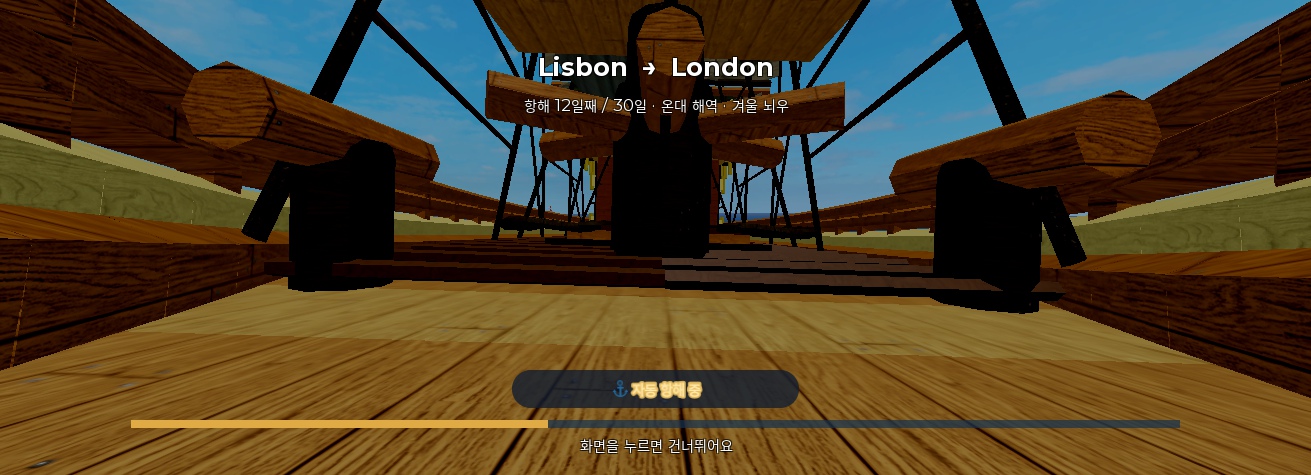 Lisbon → London
항해 12일째 / 30일 · 온대 해역 · 겨울 뇌우
⚓ 자동 항해 중
화면을 누르면 건너뛰어요